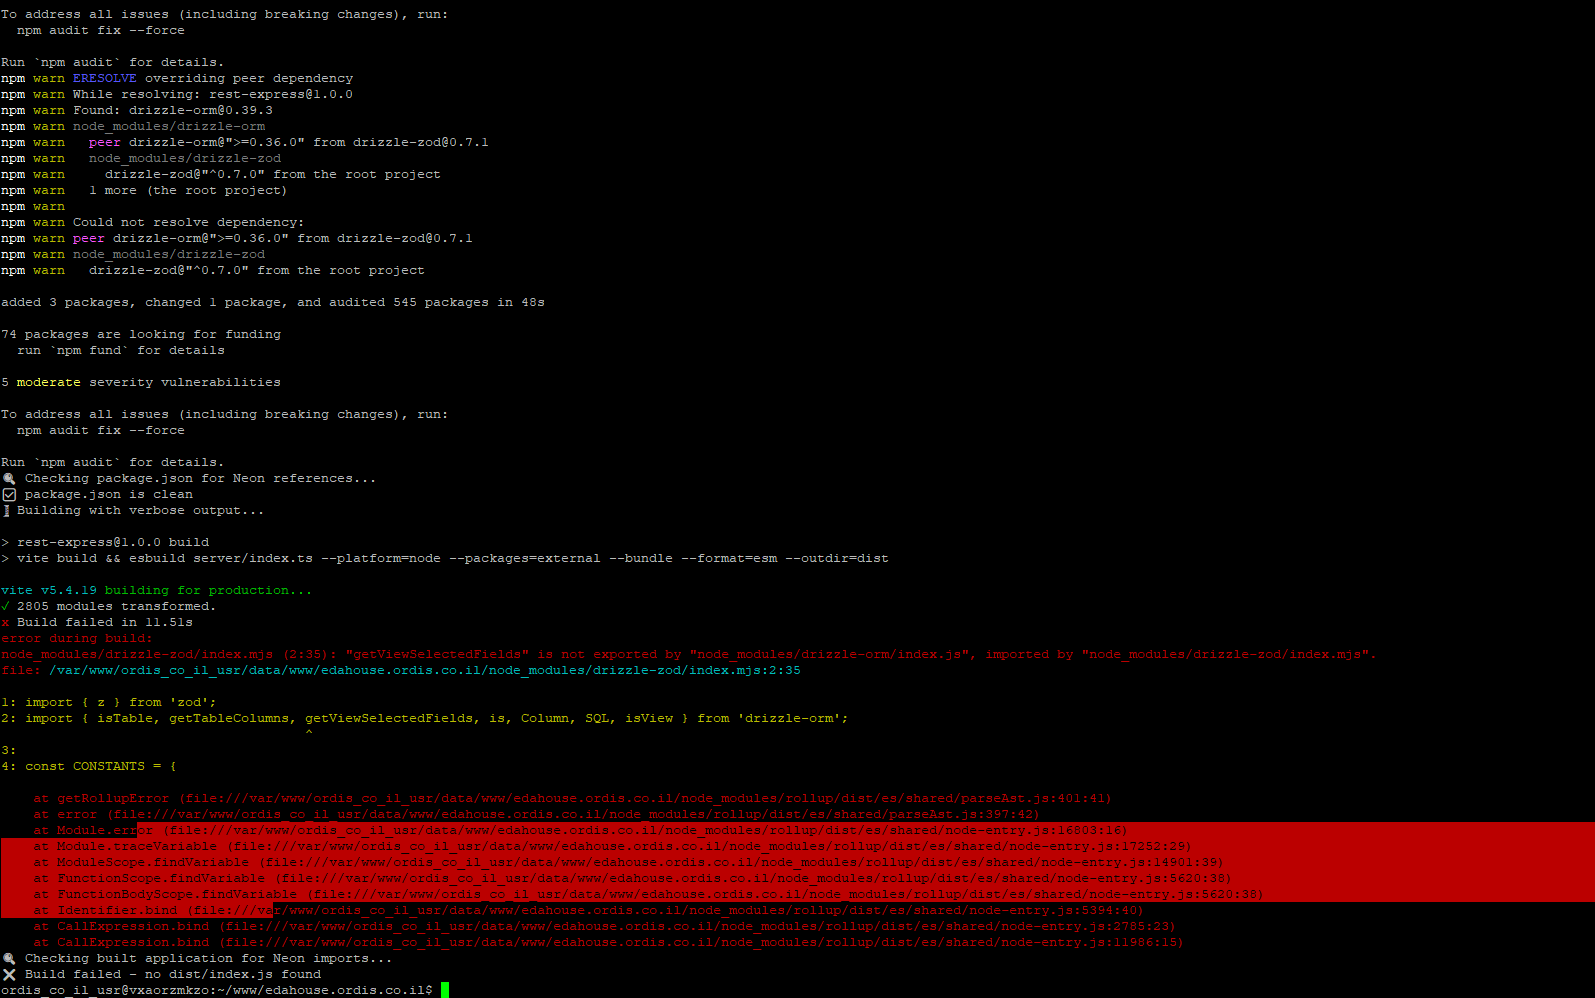 To address all issues (including breaking changes), run:
  npm audit fix --force

Run `npm audit` for details.
npm warn ERESOLVE overriding peer dependency
npm warn While resolving: rest-express@1.0.0
npm warn Found: drizzle-orm@0.39.3
npm warn node_modules/drizzle-orm
npm warn   peer drizzle-orm@">=0.36.0" from drizzle-zod@0.7.1
npm warn   node_modules/drizzle-zod
npm warn     drizzle-zod@"^0.7.0" from the root project
npm warn   1 more (the root project)
npm warn
npm warn Could not resolve dependency:
npm warn peer drizzle-orm@">=0.36.0" from drizzle-zod@0.7.1
npm warn node_modules/drizzle-zod
npm warn   drizzle-zod@"^0.7.0" from the root project

added 3 packages, changed 1 package, and audited 545 packages in 48s

74 packages are looking for funding
  run `npm fund` for details

5 moderate severity vulnerabilities

To address all issues (including breaking changes), run:
  npm audit fix --force

Run `npm audit` for details.
🔍 Checking package.json for Neon references...
☑ package.json is clean
Building with verbose output...

> rest-express@1.0.0 build
> vite build && esbuild server/index.ts --platform=node --packages=external --bundle --format=esm --outdir=dist

vite v5.4.19 building for production...
✓ 2805 modules transformed.
x Build failed in 11.51s
error during build:
node_modules/drizzle-zod/index.mjs (2:35): "getViewSelectedFields" is not exported by "node_modules/drizzle-orm/index.js", imported by "node_modules/drizzle-zod/index.mjs".
file: /var/www/ordis_co_il_usr/data/www/edahouse.ordis.co.il/node_modules/drizzle-zod/index.mjs:2:35

1: import { z } from 'zod';
2: import { isTable, getTableColumns, getViewSelectedFields, is, Column, SQL, isView } from 'drizzle-orm';
                                      ^
3:
4: const CONSTANTS = {

    at getRollupError (file:///var/www/ordis_co_il_usr/data/www/edahouse.ordis.co.il/node_modules/rollup/dist/es/shared/parseAst.js:401:41)
    at error (file:///var/www/ordis_co_il_usr/data/www/edahouse.ordis.co.il/node_modules/rollup/dist/es/shared/parseAst.js:397:42)
    at Module.error (file:///var/www/ordis_co_il_usr/data/www/edahouse.ordis.co.il/node_modules/rollup/dist/es/shared/node-entry.js:16803:16)
    at Module.traceVariable (file:///var/www/ordis_co_il_usr/data/www/edahouse.ordis.co.il/node_modules/rollup/dist/es/shared/node-entry.js:17252:29)
    at ModuleScope.findVariable (file:///var/www/ordis_co_il_usr/data/www/edahouse.ordis.co.il/node_modules/rollup/dist/es/shared/node-entry.js:14901:39)
    at FunctionScope.findVariable (file:///var/www/ordis_co_il_usr/data/www/edahouse.ordis.co.il/node_modules/rollup/dist/es/shared/node-entry.js:5620:38)
    at FunctionBodyScope.findVariable (file:///var/www/ordis_co_il_usr/data/www/edahouse.ordis.co.il/node_modules/rollup/dist/es/shared/node-entry.js:5620:38)
    at Identifier.bind (file:///var/www/ordis_co_il_usr/data/www/edahouse.ordis.co.il/node_modules/rollup/dist/es/shared/node-entry.js:5394:40)
    at CallExpression.bind (file:///var/www/ordis_co_il_usr/data/www/edahouse.ordis.co.il/node_modules/rollup/dist/es/shared/node-entry.js:2785:23)
    at CallExpression.bind (file:///var/www/ordis_co_il_usr/data/www/edahouse.ordis.co.il/node_modules/rollup/dist/es/shared/node-entry.js:11986:15)
🔍 Checking built application for Neon imports...
❌ Build failed - no dist/index.js found
ordis_co_il_usr@vxaorzmkzo:~/www/edahouse.ordis.co.il$